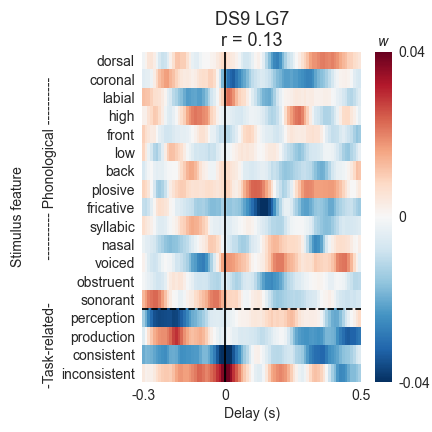 DS9 LG7
r = 0.13
w
dorsal
coronal
labial
high
front
low
back
plosive
fricative
syllabic
nasal
voiced
obstruent
sonorant
perception
production
consistent
inconsistent
Stimulus feature
-Task-related- ---------- Phonological ----------
0.04
0
-0.04
-0.3 0 0.5
Delay (s)